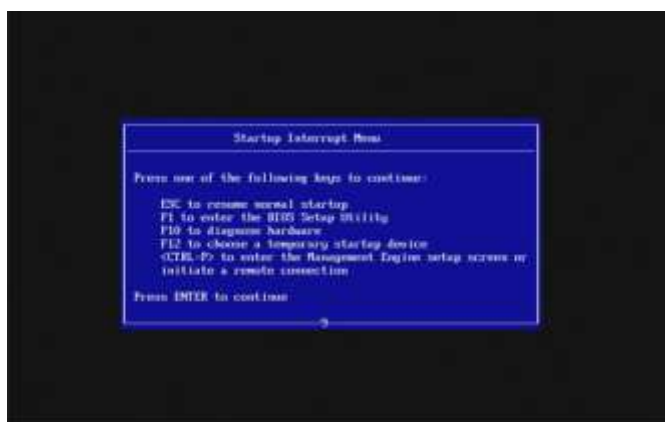 Startup Interrupt Menu
Press one of the following keys to continue:
ESC to resume normal startup
F1 to enter the BIOS Setup Utility
F10 to diagnose hardware
F12 to choose a temporary startup device
<CTRL-P> to enter the Management Engine setup screen or
initiate a remote connection
Press ENTER to continue